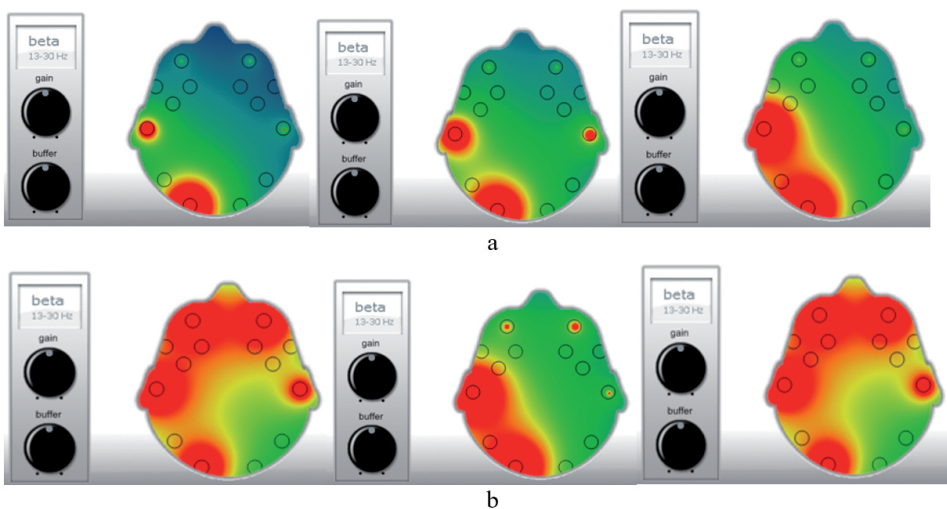 beta
13-30 Hz
gain
buffer
beta
13-30 Hz
gain
buffer
beta
13-30 Hz
gain
buffer
a
beta
13-30 Hz
gain
buffer
beta
13-30 Hz
gain
buffer
beta
13-30 Hz
gain
buffer
b